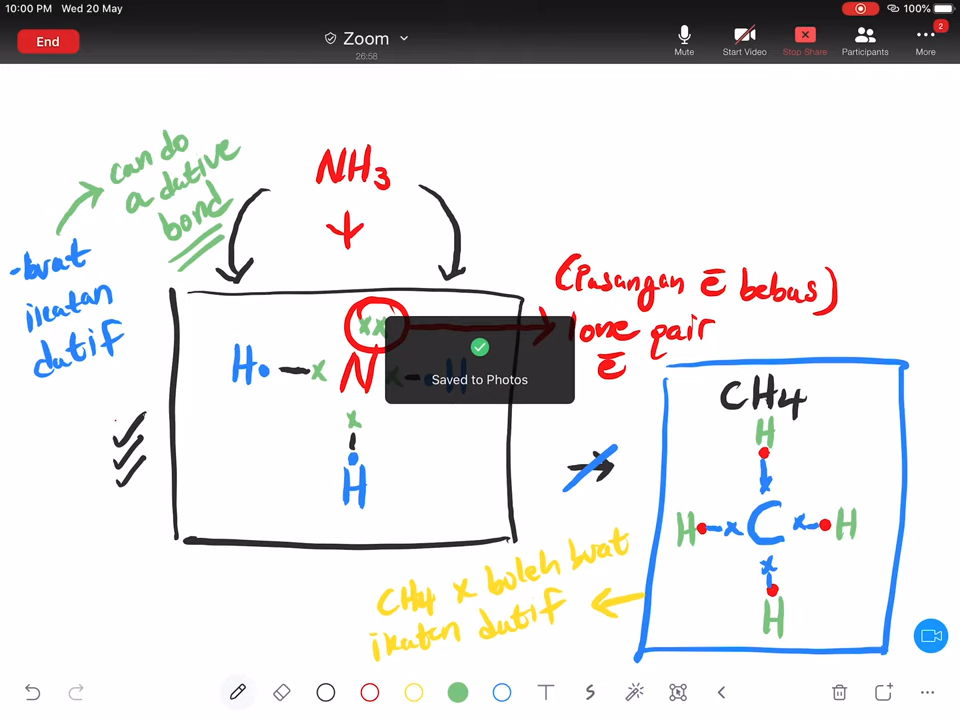 10:00 PM Wed 20 May
100%
End
Zoom
26:58
Mute
Start Video
Stop Share
Participants
2
More
can do
a dative
bond
NH3
+
-buat
ikatan
datif
(Pasangan ē bebas)
lone pair
ē
xx
H•—x N x—•H
x
H
Saved to Photos
CH4
H
x
H•-x C x-•H
x
H
CH4 x boleh buat
ikatan datif
T